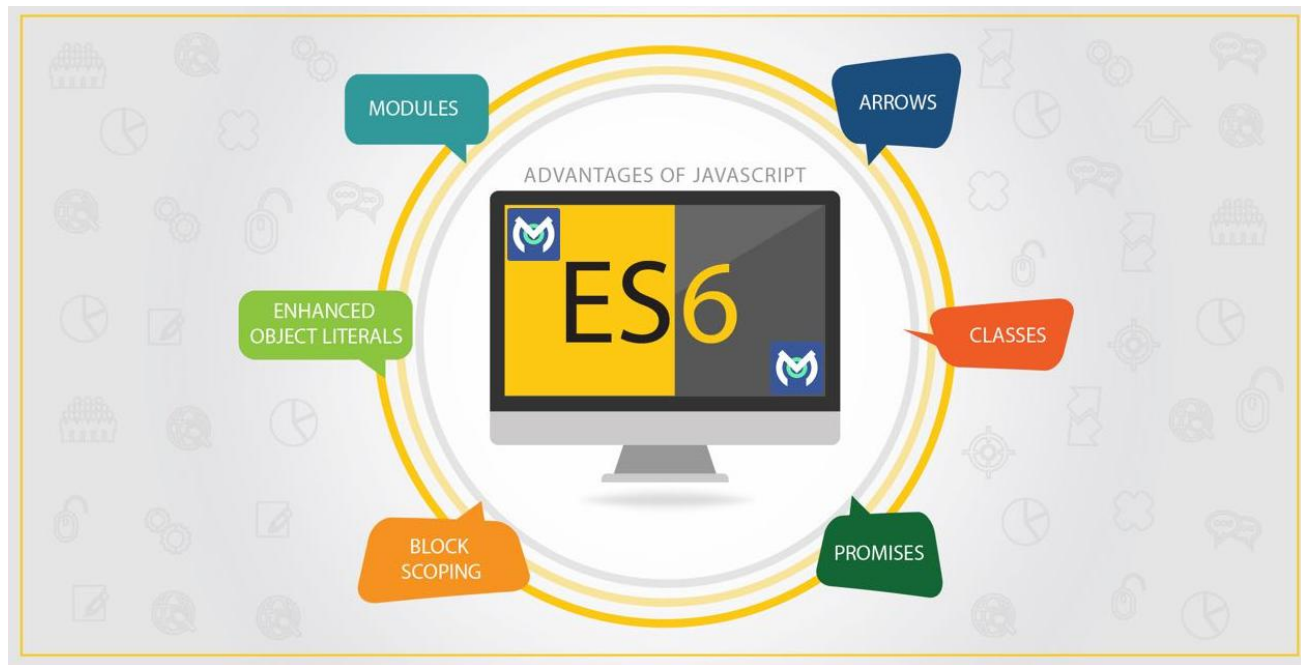 MODULES
ARROWS
ADVANTAGES OF JAVASCRIPT
ES6
ENHANCED
OBJECT LITERALS
CLASSES
BLOCK
SCOPING
PROMISES